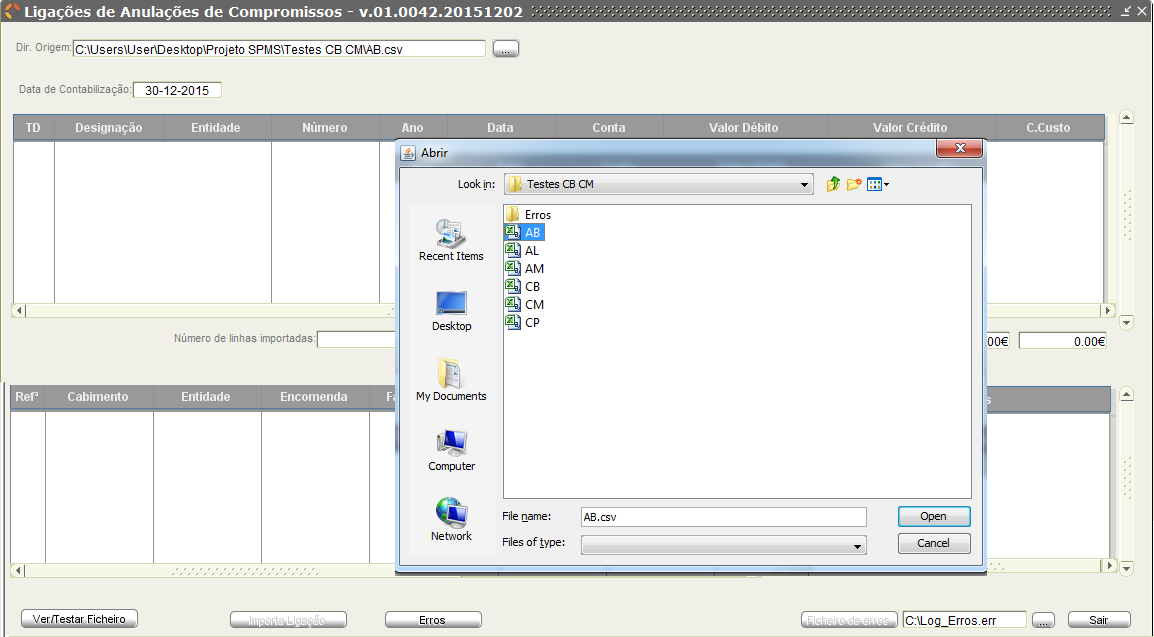 Ligações de Anulações de Compromissos - v.01.0042.20151202
Dir. Origem: C:\Users\User\Desktop\Projeto SPMS\Testes CB CM\AB.csv ...
Data de Contabilização: 30-12-2015
TD Designação Entidade Número Ano Data Conta Valor Débito Valor Crédito C.Custo
Abrir
Look in: Testes CB CM
Recent Items
Desktop
My Documents
Computer
Network
Erros
AB
AL
AM
CB
CM
CP
File name: AB.csv Open
Files of type: Cancel
Número de linhas importadas: 00€ 0.00€
Refª Cabimento Entidade Encomenda
Ver/Testar Ficheiro Importa Ligação Erros Ficheiro de erros C:\Log_Erros.err ... Sair